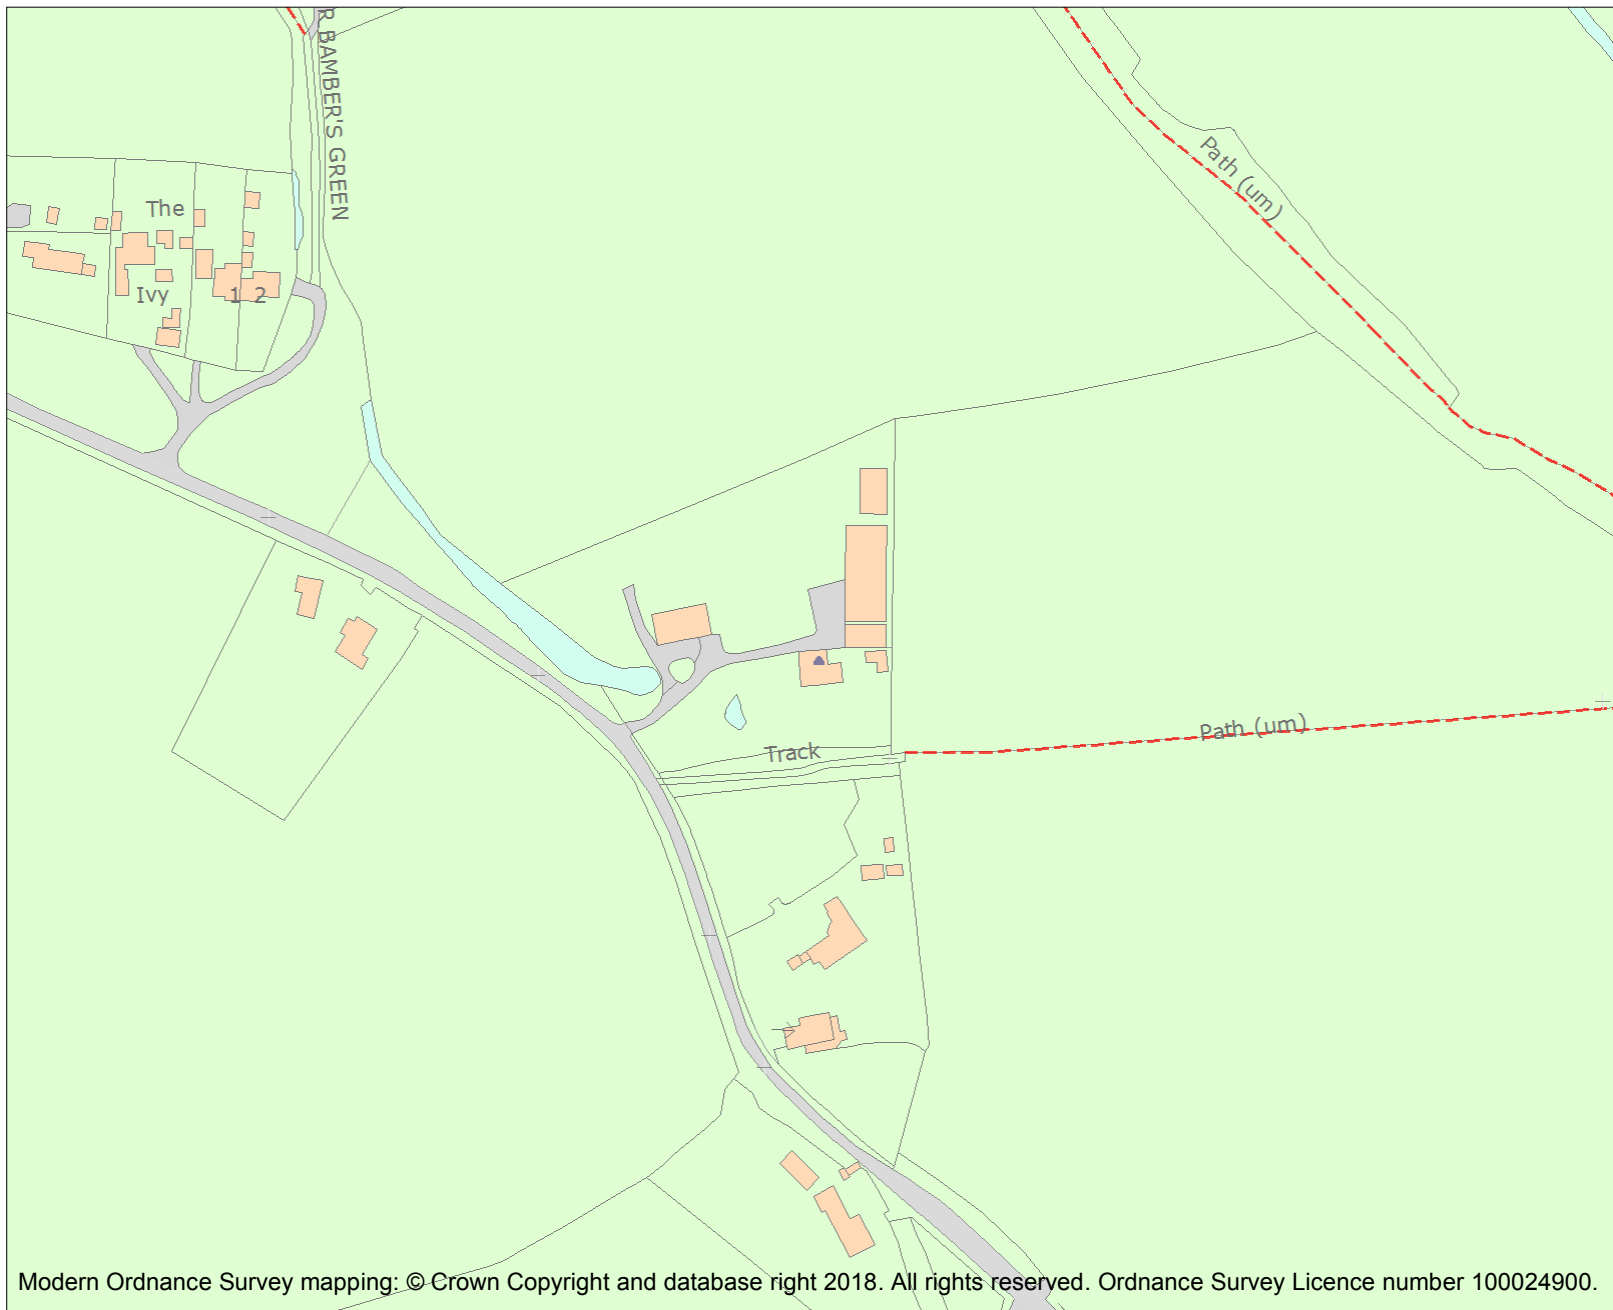 R BAMBER'S GREEN
Path (um)
The
Ivy
1 2
Path (um)
Track
Modern Ordnance Survey mapping: © Crown Copyright and database right 2018. All rights reserved. Ordnance Survey Licence number 100024900.